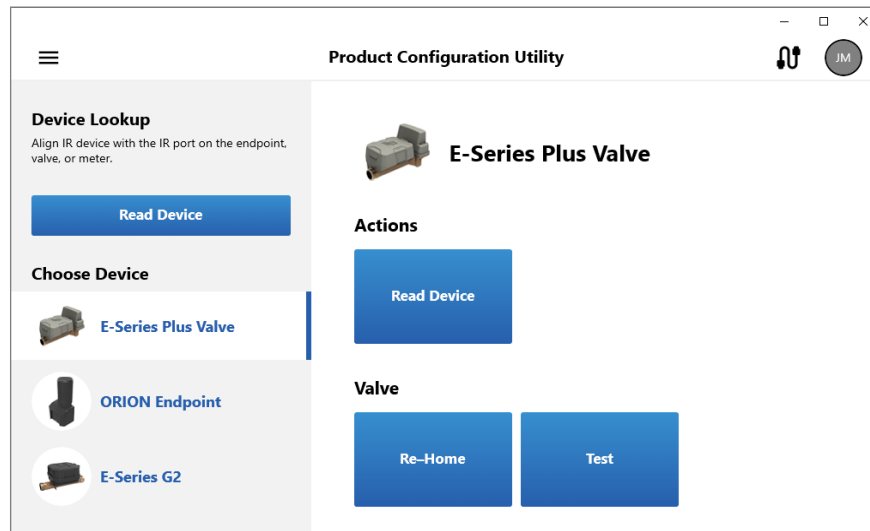 Product Configuration Utility
JM
Device Lookup
Align IR device with the IR port on the endpoint,
valve, or meter.
Read Device
Choose Device
E-Series Plus Valve
ORION Endpoint
E-Series G2
E-Series Plus Valve
Actions
Read Device
Valve
Re–Home
Test